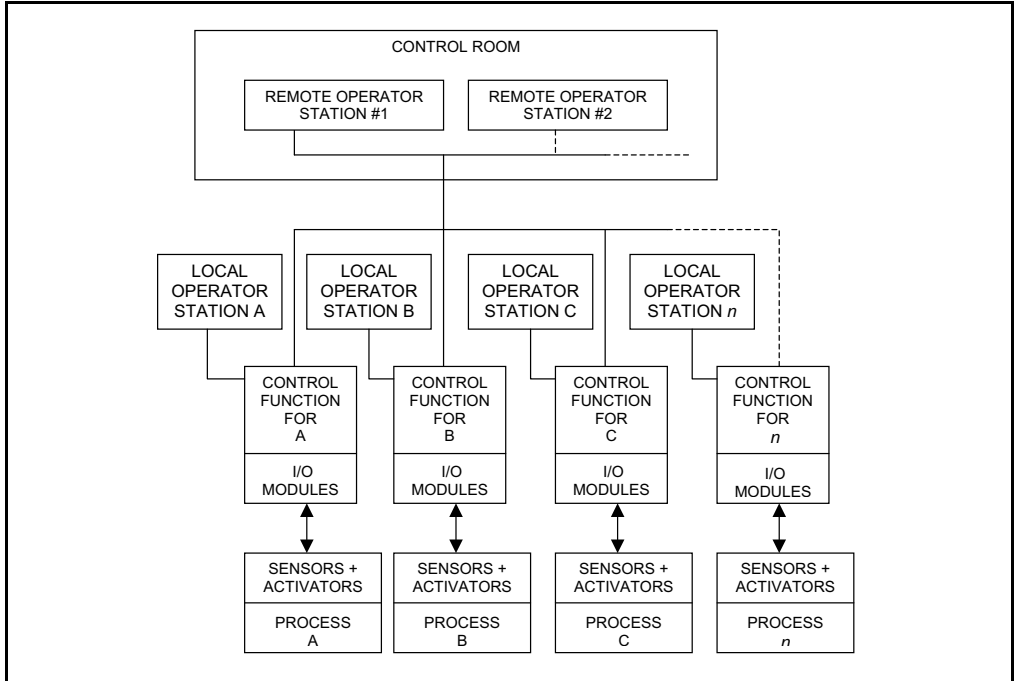 CONTROL ROOM
REMOTE OPERATOR
STATION #1
REMOTE OPERATOR
STATION #2
LOCAL
OPERATOR
STATION A
LOCAL
OPERATOR
STATION B
LOCAL
OPERATOR
STATION C
LOCAL
OPERATOR
STATION n
CONTROL
FUNCTION
FOR
A
CONTROL
FUNCTION
FOR
B
CONTROL
FUNCTION
FOR
C
CONTROL
FUNCTION
FOR
n
I/O
MODULES
I/O
MODULES
I/O
MODULES
I/O
MODULES
SENSORS +
ACTIVATORS
SENSORS +
ACTIVATORS
SENSORS +
ACTIVATORS
SENSORS +
ACTIVATORS
PROCESS
A
PROCESS
B
PROCESS
C
PROCESS
n